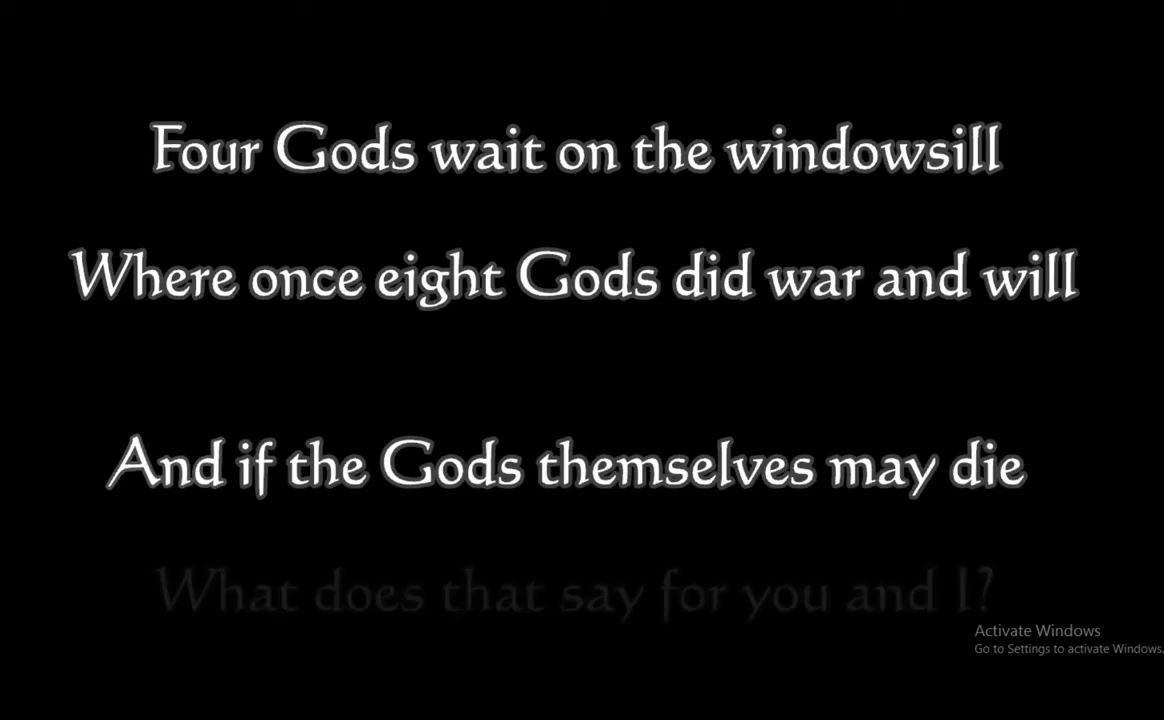 Four Gods wait on the windowsill
Where once eight Gods did war and will
And if the Gods themselves may die
What does that say for you and I?
Activate Windows
Go to Settings to activate Windows.